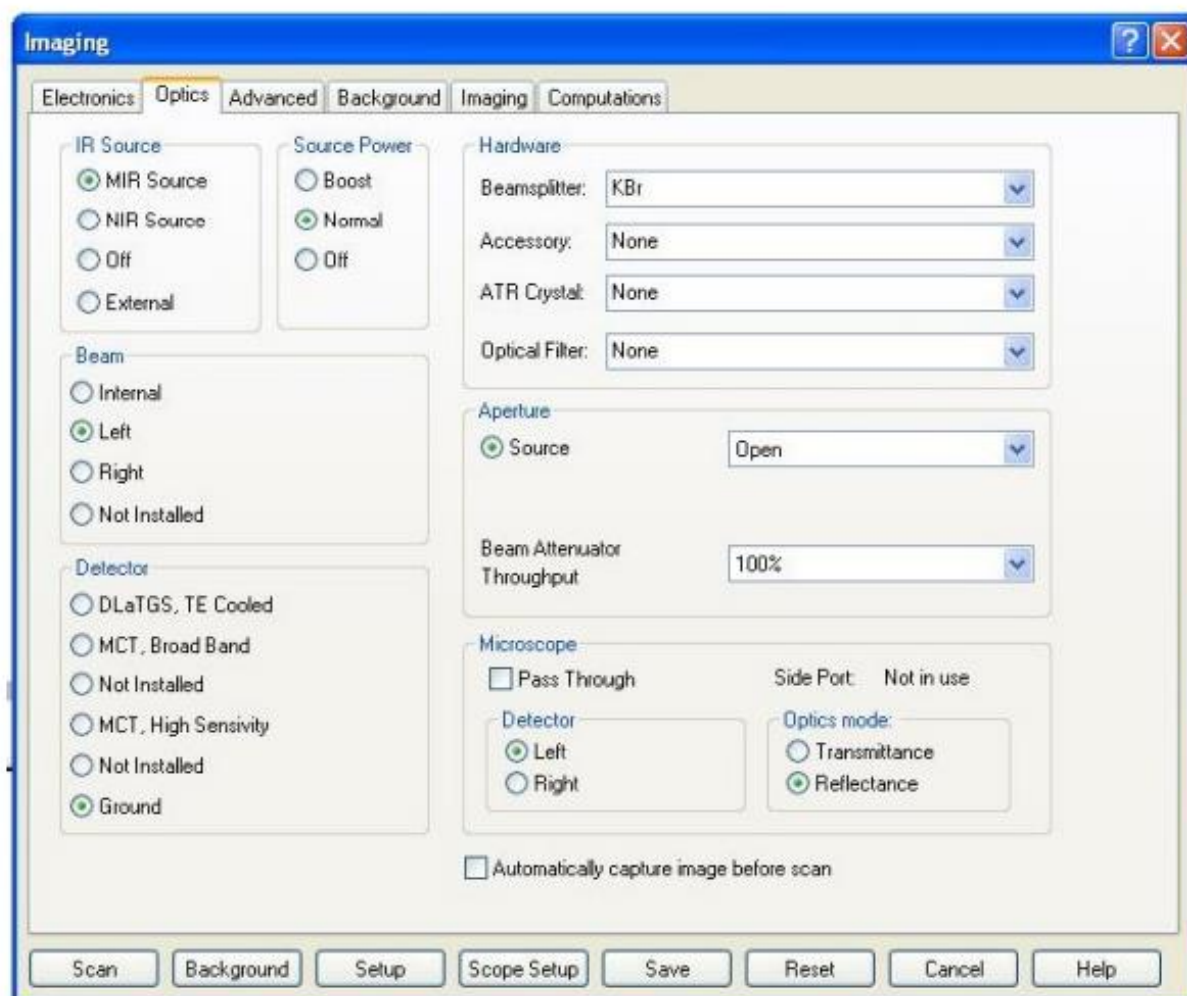 Imaging
Electronics Optics Advanced Background Imaging Computations
IR Source
MIR Source
NIR Source
Off
External
Source Power
Boost
Normal
Off
Beam
Internal
Left
Right
Not Installed
Detector
DLaTGS, TE Cooled
MCT, Broad Band
Not Installed
MCT, High Sensivity
Not Installed
Ground
Hardware
Beamsplitter: KBr
Accessory: None
ATR Crystal: None
Optical Filter: None
Aperture
Source Open
Beam Attenuator
Throughput 100%
Microscope
Pass Through Side Port: Not in use
Detector
Left
Right
Optics mode:
Transmittance
Reflectance
Automatically capture image before scan
Scan Background Setup Scope Setup Save Reset Cancel Help